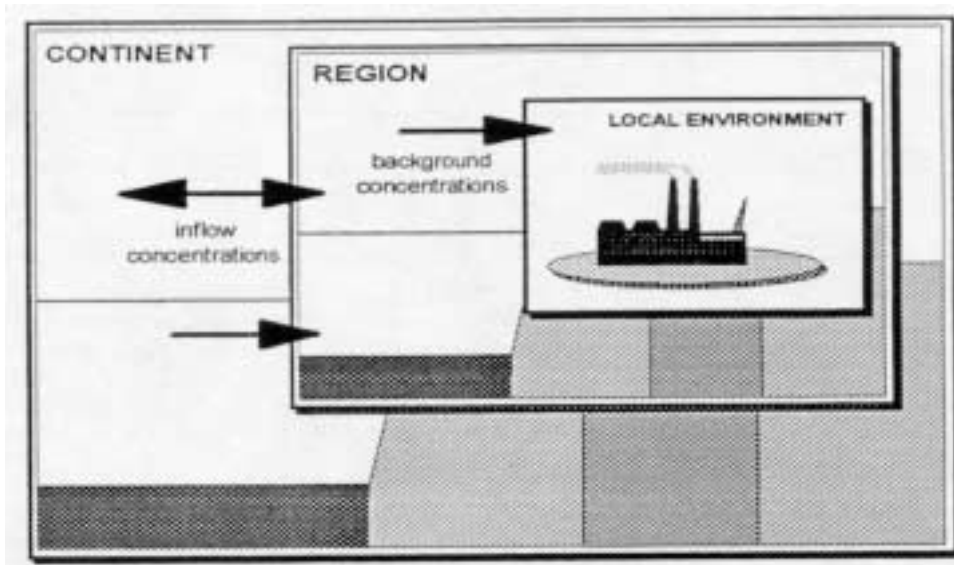 CONTINENT
REGION
LOCAL ENVIRONMENT
background
concentrations
inflow
concentrations